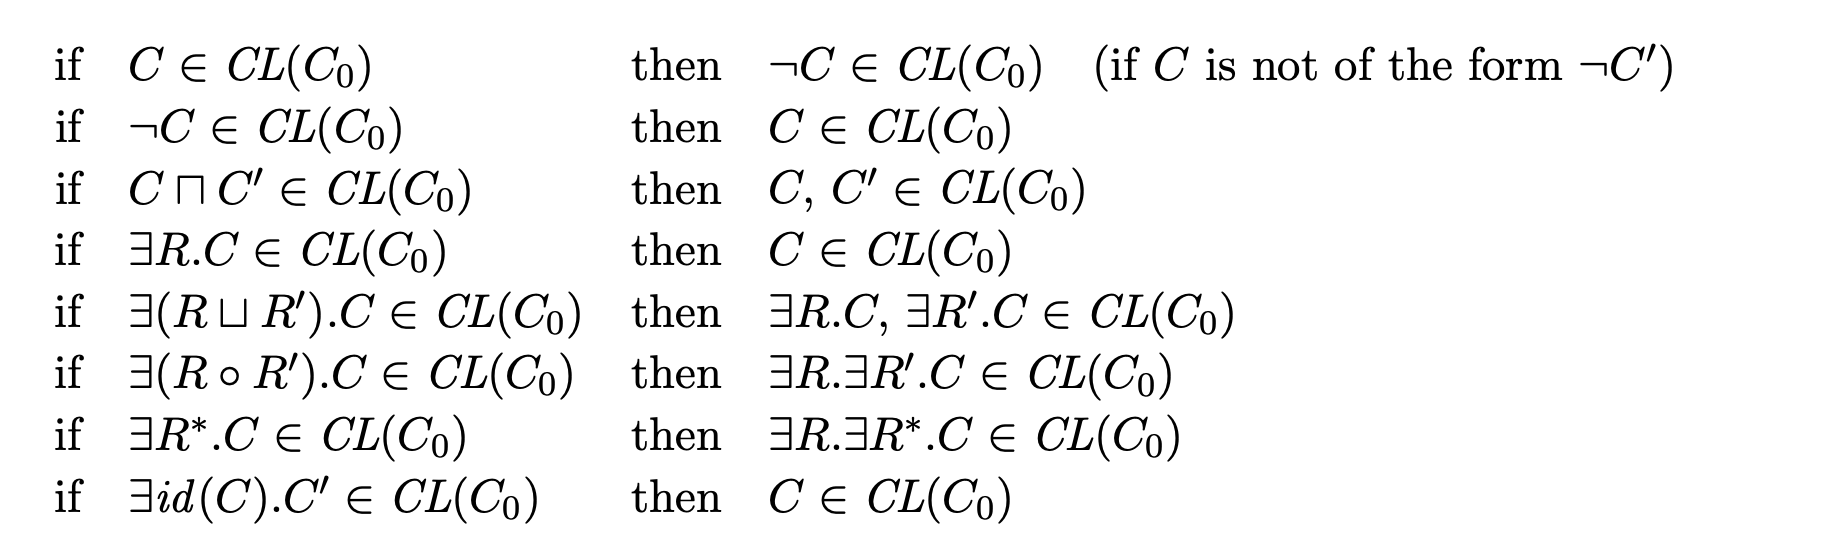 if C ∈ CL(C₀) then ¬C ∈ CL(C₀) (if C is not of the form ¬C′)
if ¬C ∈ CL(C₀) then C ∈ CL(C₀)
if C ⊓ C′ ∈ CL(C₀) then C, C′ ∈ CL(C₀)
if ∃R.C ∈ CL(C₀) then C ∈ CL(C₀)
if ∃(R ⊔ R′).C ∈ CL(C₀) then ∃R.C, ∃R′.C ∈ CL(C₀)
if ∃(R ∘ R′).C ∈ CL(C₀) then ∃R.∃R′.C ∈ CL(C₀)
if ∃R*.C ∈ CL(C₀) then ∃R.∃R*.C ∈ CL(C₀)
if ∃id(C).C′ ∈ CL(C₀) then C ∈ CL(C₀)